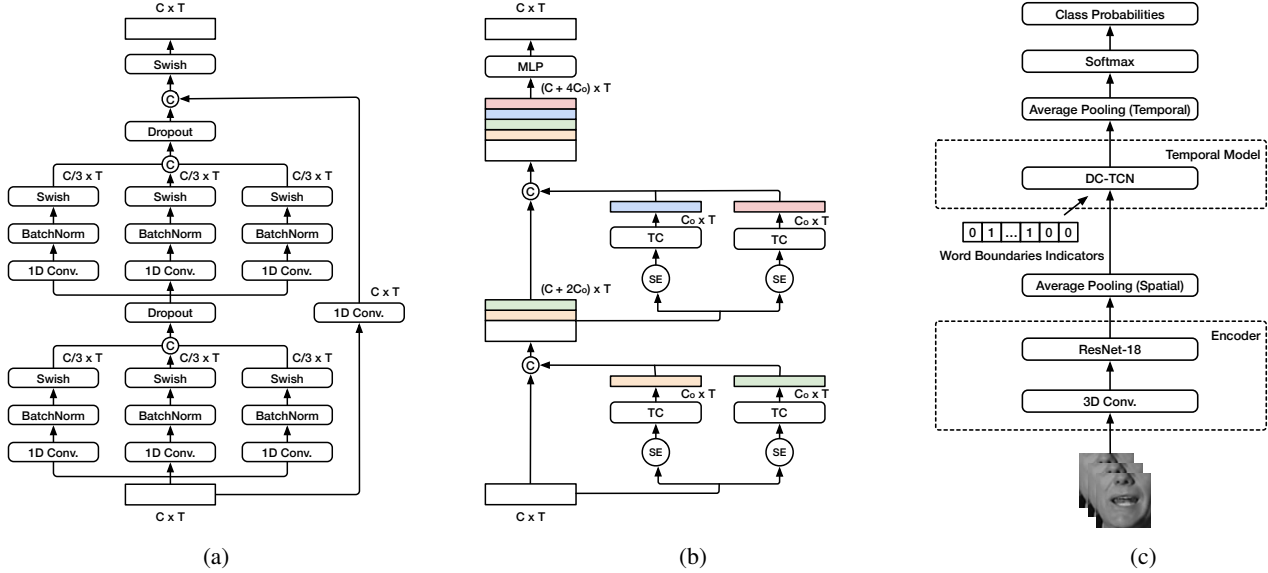 C x T
Swish
C
Dropout
C
C/3 x T C/3 x T C/3 x T
Swish Swish Swish
BatchNorm BatchNorm BatchNorm
1D Conv. 1D Conv. 1D Conv.
C x T
Dropout 1D Conv.
C
C/3 x T C/3 x T C/3 x T
Swish Swish Swish
BatchNorm BatchNorm BatchNorm
1D Conv. 1D Conv. 1D Conv.
C x T
(a)
C x T
MLP
(C + 4C₀) x T
C
C₀ x T C₀ x T
TC TC
SE SE
(C + 2C₀) x T
C
C₀ x T C₀ x T
TC TC
SE SE
C x T
(b)
Class Probabilities
Softmax
Average Pooling (Temporal)
Temporal Model
DC-TCN
0 1 ... 1 0 0
Word Boundaries Indicators
Average Pooling (Spatial)
Encoder
ResNet-18
3D Conv.
(c)